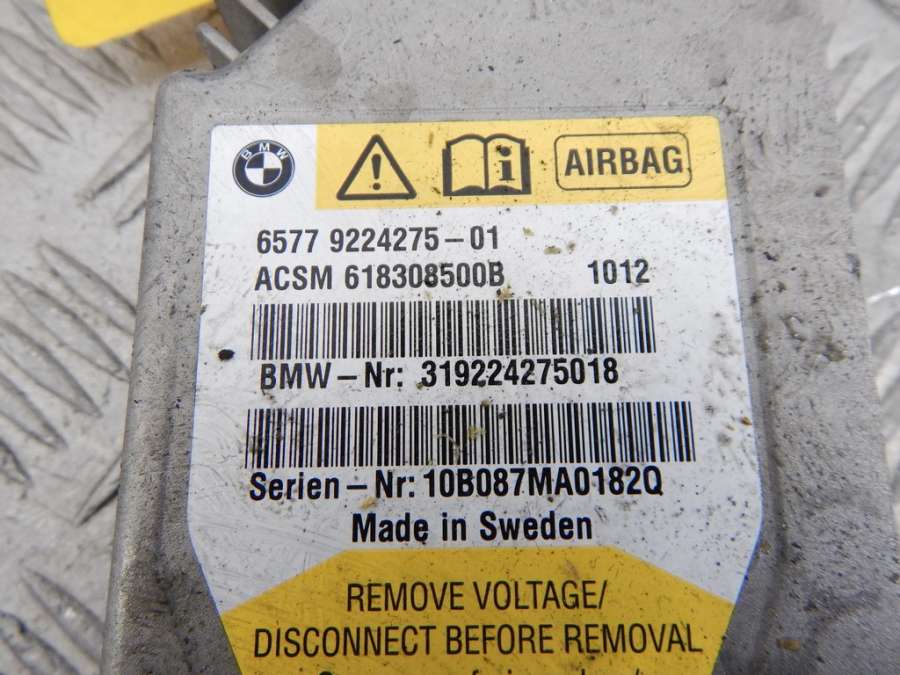 BMW
AIRBAG
6577 9224275-01
ACSM 618308500B 1012
BMW-Nr: 319224275018
Serien-Nr: 10B087MA0182Q
Made in Sweden
REMOVE VOLTAGE/
DISCONNECT BEFORE REMOVAL